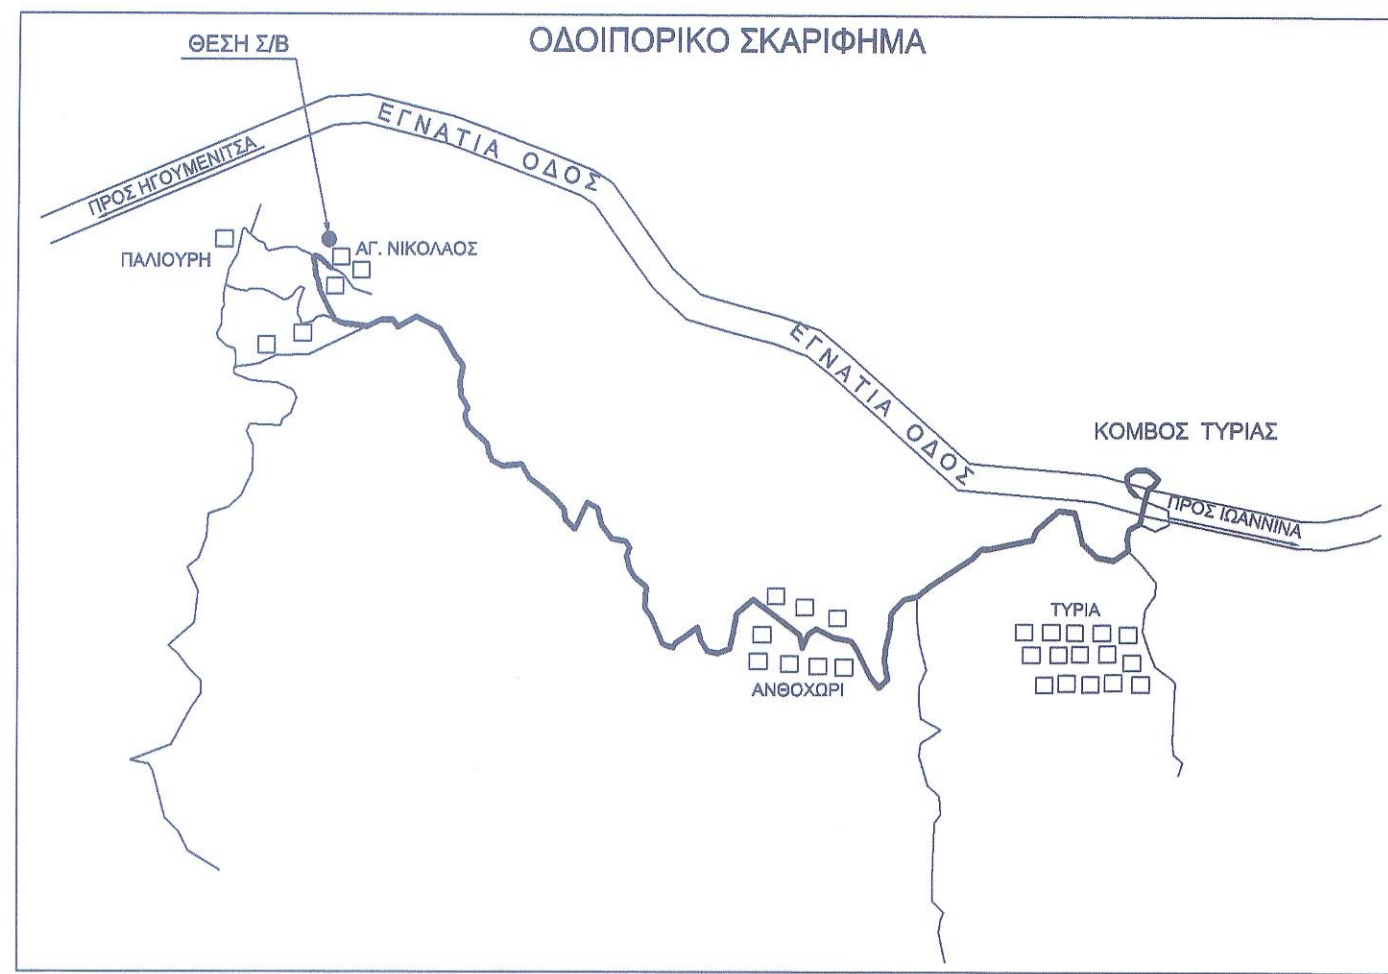 ΟΔΟΙΠΟΡΙΚΟ ΣΚΑΡΙΦΗΜΑ
ΘΕΣΗ Σ/Β
ΕΓΝΑΤΙΑ ΟΔΟΣ
ΠΡΟΣ ΗΓΟΥΜΕΝΙΤΣΑ
ΠΑΛΙΟΥΡΗ
ΑΓ. ΝΙΚΟΛΑΟΣ
ΕΓΝΑΤΙΑ ΟΔΟΣ
ΚΟΜΒΟΣ ΤΥΡΙΑΣ
ΠΡΟΣ ΙΩΑΝΝΙΝΑ
ΤΥΡΙΑ
ΑΝΘΟΧΩΡΙ